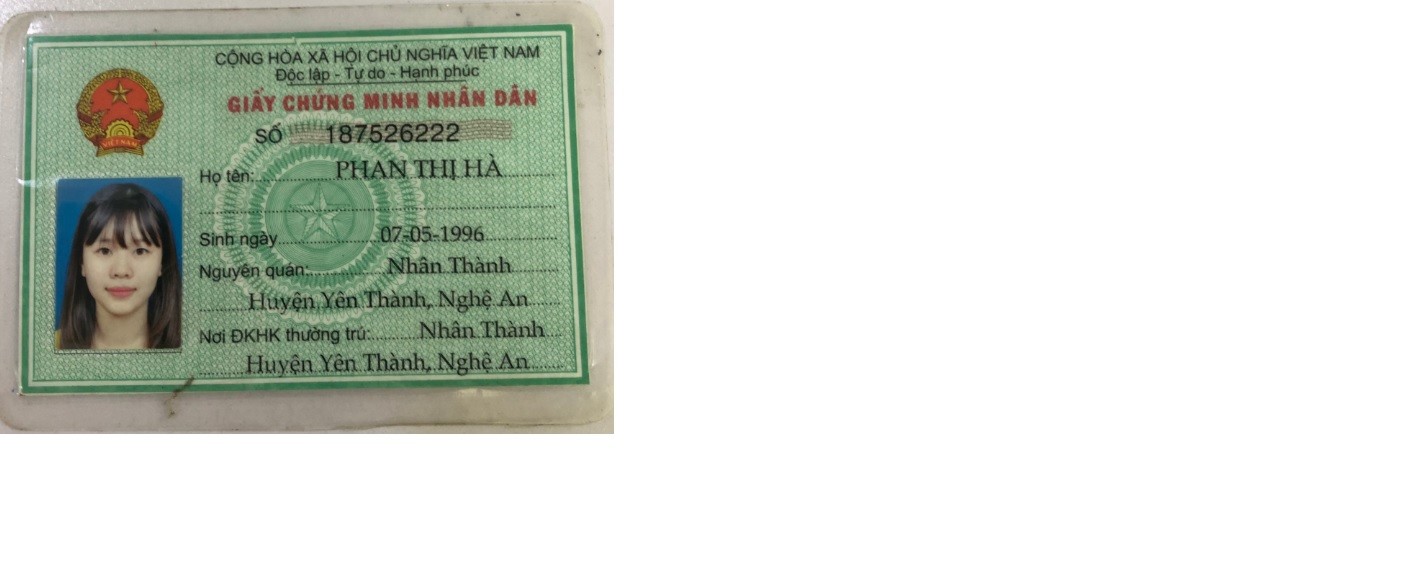 CỘNG HÒA XÃ HỘI CHỦ NGHĨA VIỆT NAM
Độc lập - Tự do - Hạnh phúc
GIẤY CHỨNG MINH NHÂN DÂN
SỐ 187526222
Họ tên: PHAN THỊ HÀ
Sinh ngày 07-05-1996
Nguyên quán: Nhân Thành
Huyện Yên Thành, Nghệ An
Nơi ĐKHK thường trú: Nhân Thành
Huyện Yên Thành, Nghệ An
VIỆT NAM